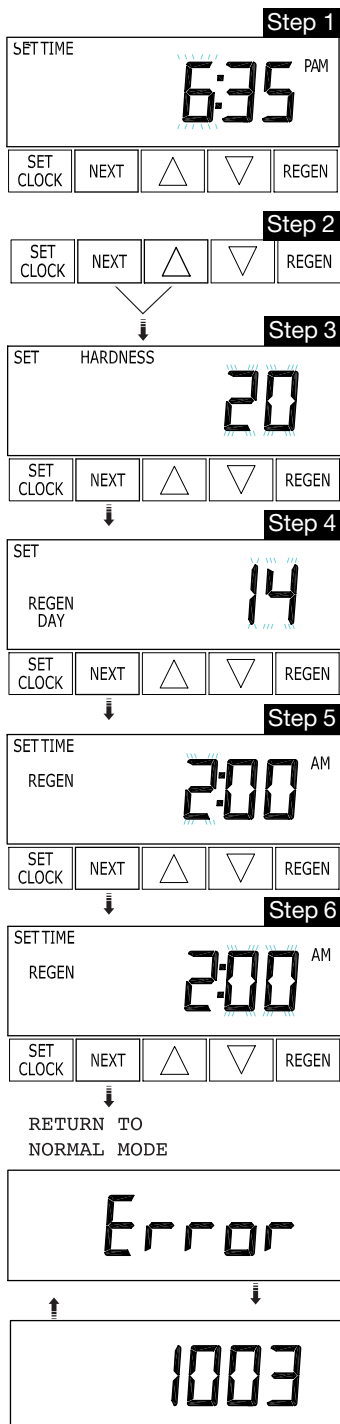 Step 1
SET TIME
6:35 PAM
SET CLOCK NEXT REGEN
Step 2
SET CLOCK NEXT REGEN
Step 3
SET HARDNESS
20
SET CLOCK NEXT REGEN
Step 4
SET
14
REGEN
DAY
SET CLOCK NEXT REGEN
Step 5
SET TIME
REGEN
2:00 AM
SET CLOCK NEXT REGEN
Step 6
SET TIME
REGEN
2:00 AM
SET CLOCK NEXT REGEN
RETURN TO
NORMAL MODE
Error
1003